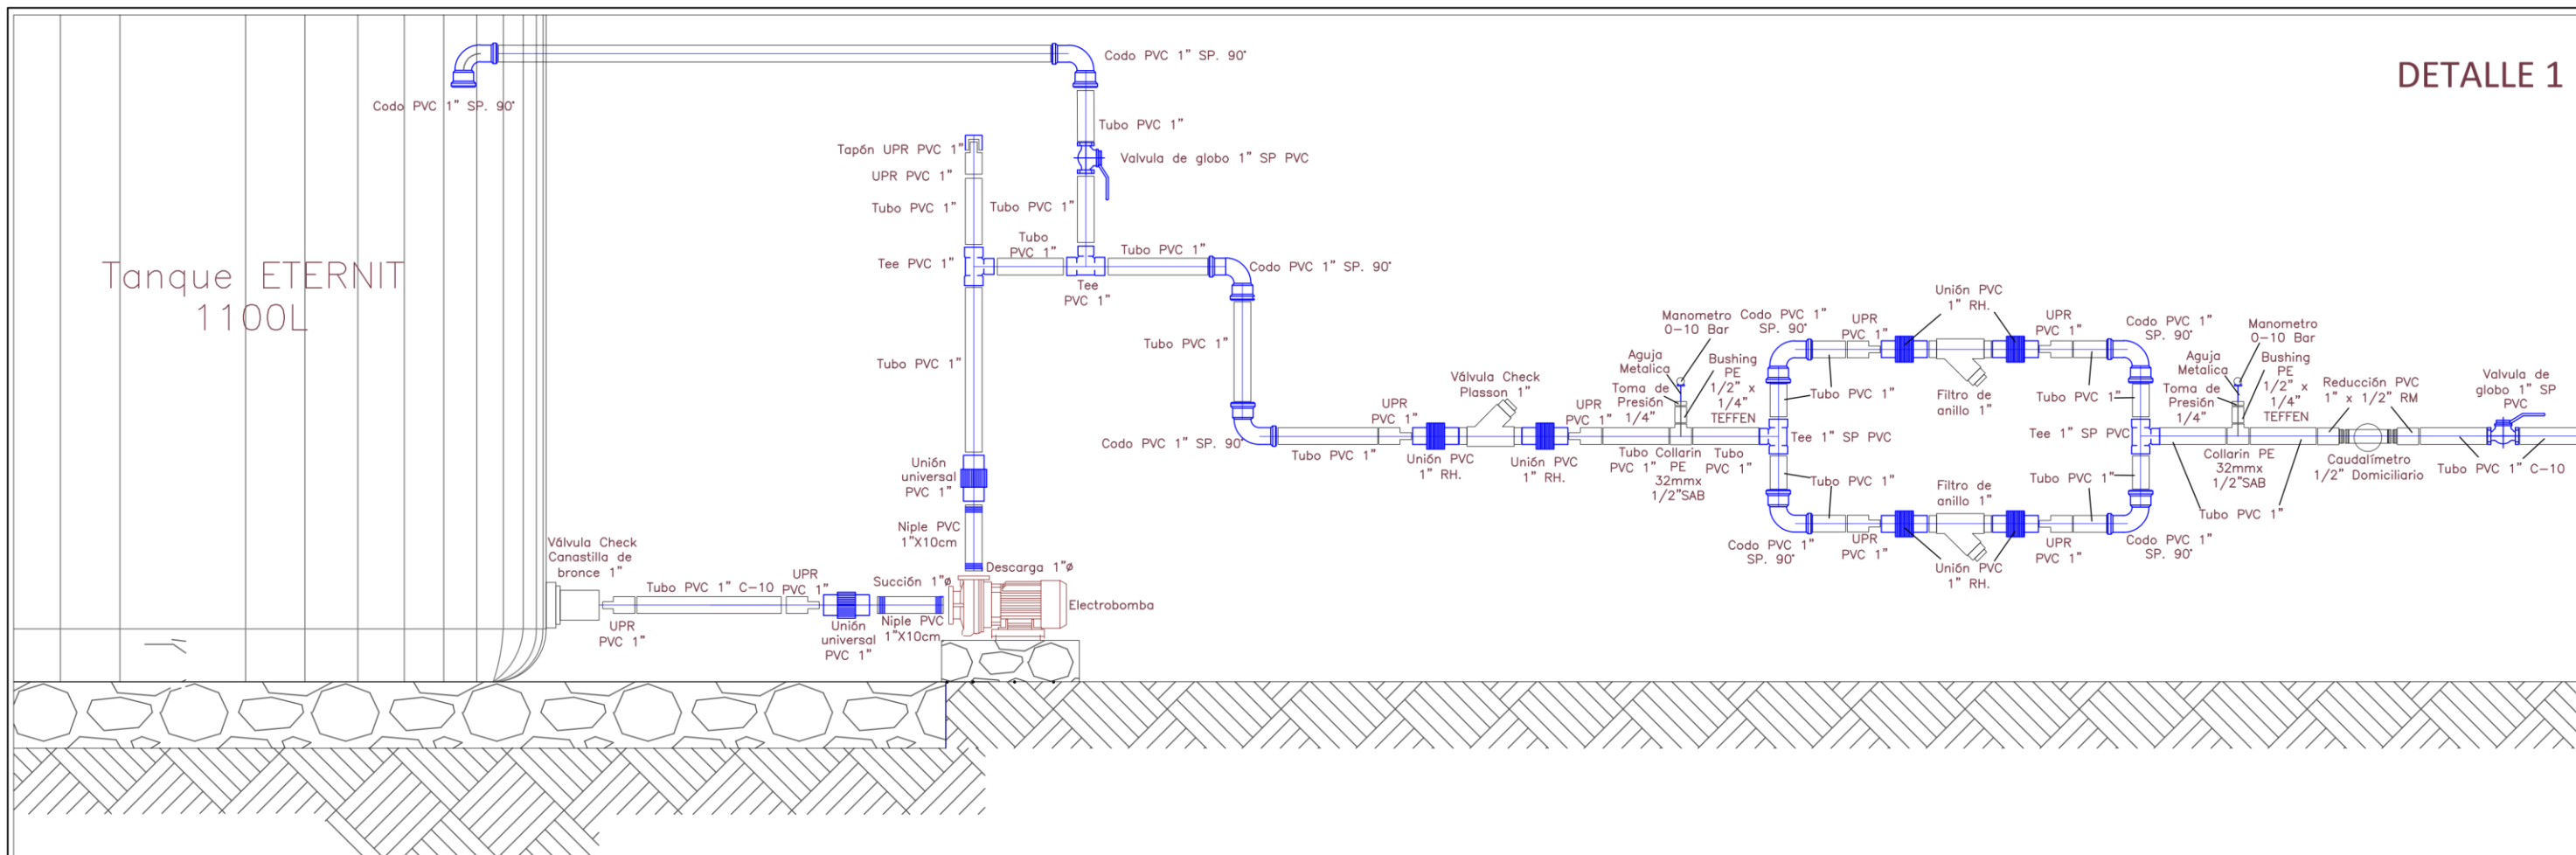 DETALLE 1
Codo PVC 1" SP. 90°
Codo PVC 1" SP. 90°
Tubo PVC 1"
Tapón UPR PVC 1"
Valvula de globo 1" SP PVC
UPR PVC 1"
Tubo PVC 1"
Tubo PVC 1"
Tubo
PVC 1"
Tubo PVC 1"
Tee PVC 1"
Codo PVC 1" SP. 90°
Tee
PVC 1"
Tanque ETERNIT
1100L
Tubo PVC 1"
Tubo PVC 1"
Codo PVC 1" SP. 90°
Tubo PVC 1"
Unión
universal
PVC 1"
Niple PVC
1"X10cm
Descarga 1"ø
Succión 1"ø
Electrobomba
Válvula Check
Canastilla de
bronce 1"
UPR
PVC 1"
Tubo PVC 1" C-10
UPR
PVC 1"
Unión
universal
PVC 1"
Niple PVC
1"X10cm
UPR
PVC 1"
Válvula Check
Plasson 1"
UPR
PVC 1"
Unión PVC
1" RH.
Unión PVC
1" RH.
Manometro
0-10 Bar
Aguja
Metalica
Toma de
Presión
1/4"
Bushing
PE
1/2" x
1/4"
TEFFEN
Tubo
PVC 1"
Collarin
PE
32mmx
1/2"SAB
Tubo
PVC 1"
Codo PVC 1"
SP. 90°
UPR
PVC 1"
Unión PVC
1" RH.
UPR
PVC 1"
Codo PVC 1"
SP. 90°
Tubo PVC 1"
Filtro de
anillo 1"
Tubo PVC 1"
Tee 1" SP PVC
Tee 1" SP PVC
Tubo PVC 1"
Filtro de
anillo 1"
Tubo PVC 1"
Codo PVC 1"
SP. 90°
UPR
PVC 1"
Unión PVC
1" RH.
UPR
PVC 1"
Codo PVC 1"
SP. 90°
Manometro
0-10 Bar
Aguja
Metalica
Toma de
Presión
1/4"
Bushing
PE
1/2" x
1/4"
TEFFEN
Collarin PE
32mmx
1/2"SAB
Tubo PVC 1"
Reducción PVC
1" x 1/2" RM
Caudalímetro
1/2" Domiciliario
Valvula de
globo 1" SP
PVC
Tubo PVC 1" C-10